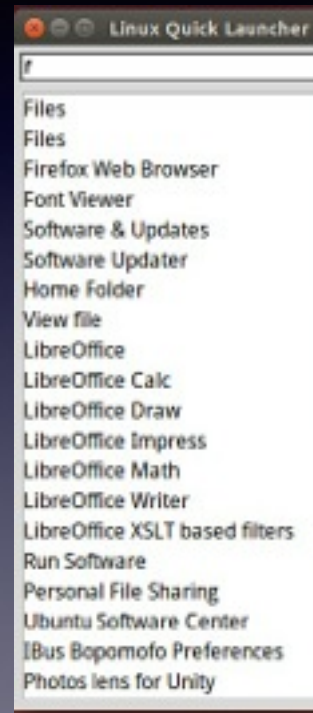 Linux Quick Launcher
f
Files
Files
Firefox Web Browser
Font Viewer
Software & Updates
Software Updater
Home Folder
View file
LibreOffice
LibreOffice Calc
LibreOffice Draw
LibreOffice Impress
LibreOffice Math
LibreOffice Writer
LibreOffice XSLT based filters
Run Software
Personal File Sharing
Ubuntu Software Center
IBus Bopomofo Preferences
Photos lens for Unity